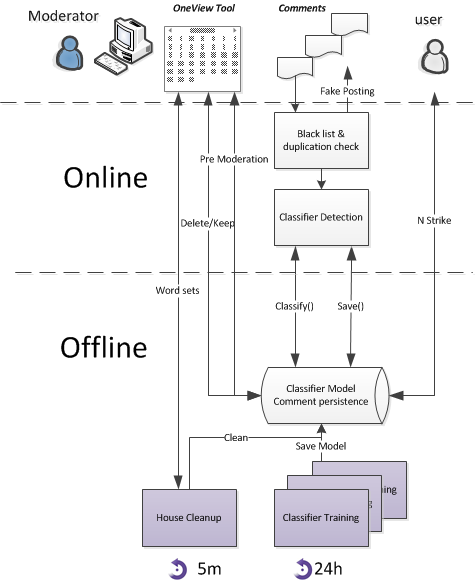 Moderator
OneView Tool
Comments
user
Fake Posting
Black list &
duplication check
Pre Moderation
Online
Classifier Detection
Delete/Keep
N Strike
Word sets
Classify()
Save()
Offline
Classifier Model
Comment persistence
Clean
Save Model
House Cleanup
Classifier Training
5m
24h